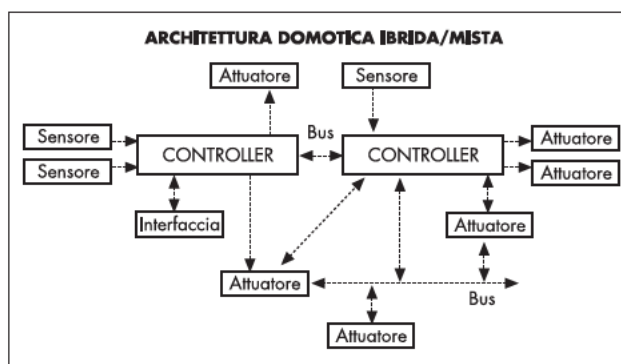 ARCHITETTURA DOMOTICA IBRIDA/MISTA
Attuatore
Sensore
Sensore
Sensore
CONTROLLER
Bus
CONTROLLER
Attuatore
Attuatore
Interfaccia
Attuatore
Attuatore
Bus
Attuatore